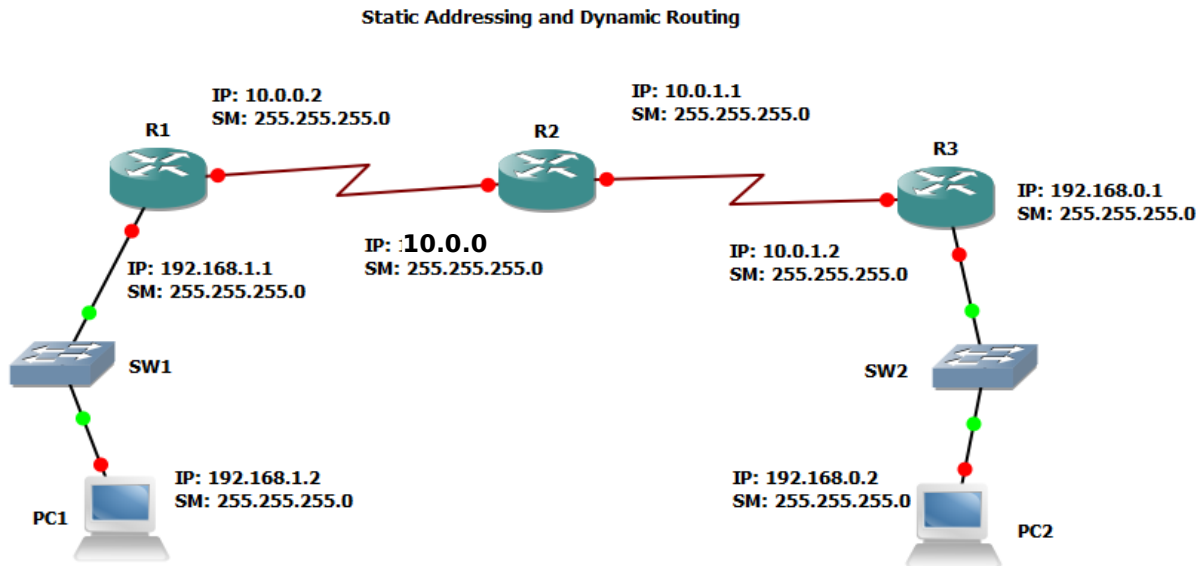 Static Addressing and Dynamic Routing
IP: 10.0.0.2
SM: 255.255.255.0
R1
IP: 10.0.1.1
SM: 255.255.255.0
R2
R3
IP: 192.168.0.1
SM: 255.255.255.0
IP: 10.0.0
SM: 255.255.255.0
IP: 10.0.1.2
SM: 255.255.255.0
IP: 192.168.1.1
SM: 255.255.255.0
SW1
SW2
IP: 192.168.1.2
SM: 255.255.255.0
PC1
IP: 192.168.0.2
SM: 255.255.255.0
PC2